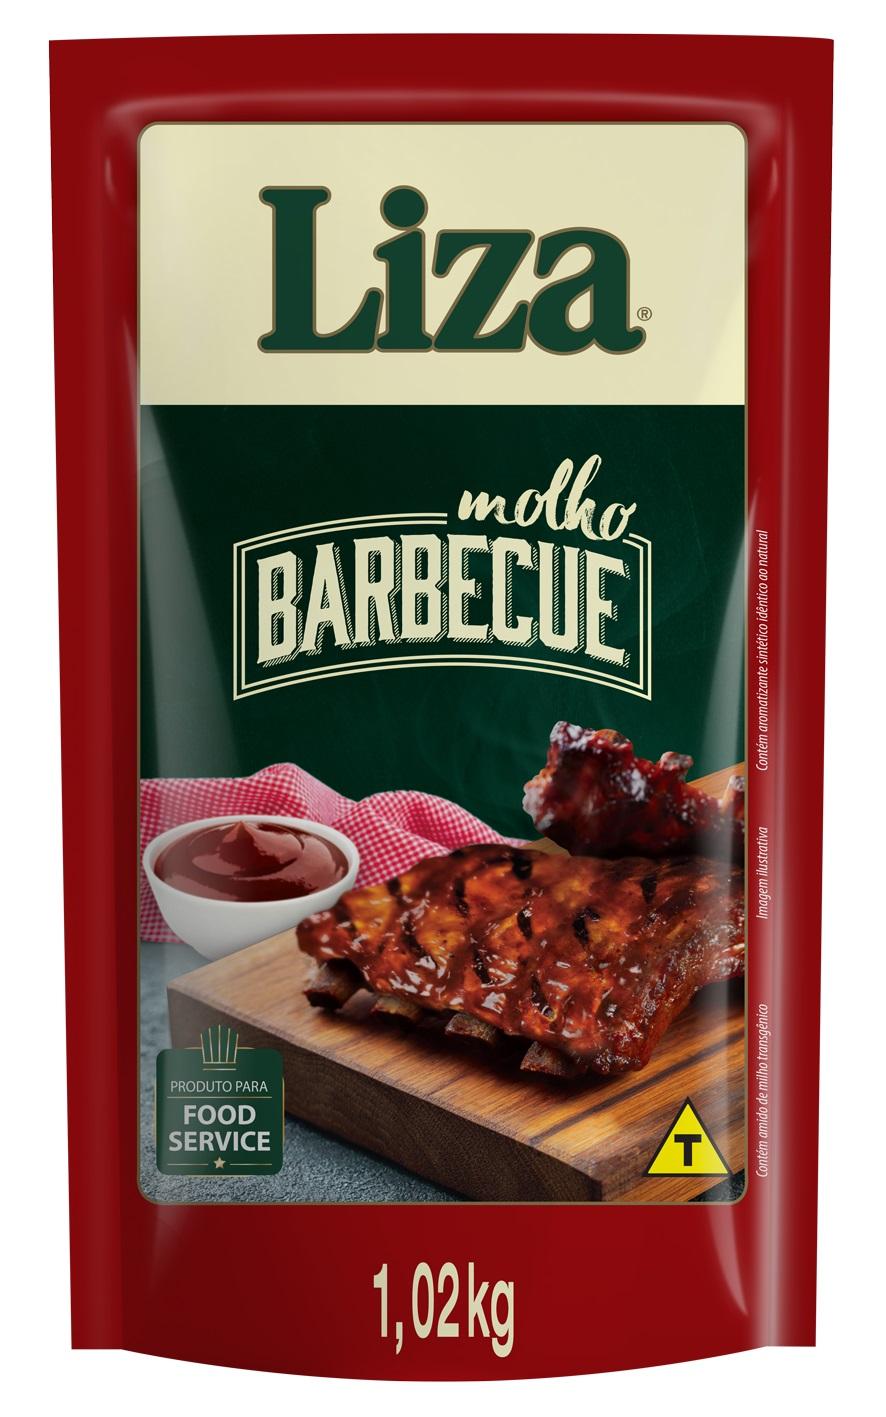 Liza®
molho
BARBECUE
Contém aromatizante sintético idêntico ao natural
Imagem ilustrativa
Contém amido de milho transgênico
PRODUTO PARA
FOOD
SERVICE
T
1,02kg